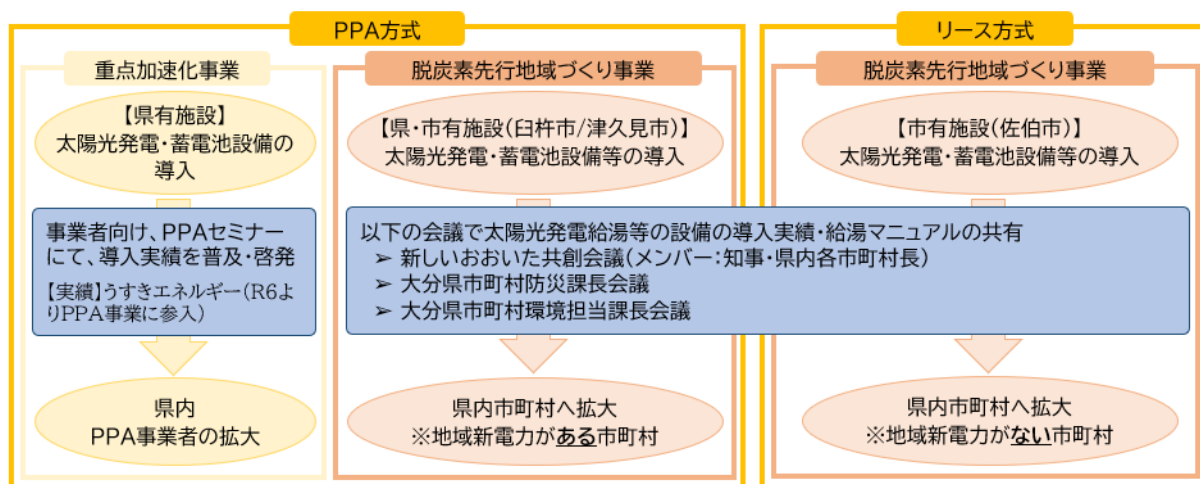 PPA方式
重点加速化事業
【県有施設】
太陽光発電・蓄電池設備の
導入
事業者向け、PPAセミナー
にて、導入実績を普及・啓発
【実績】うすきエネルギー(R6よ
りPPA事業に参入)
県内
PPA事業者の拡大
脱炭素先行地域づくり事業
【県・市有施設(臼杵市/津久見市)】
太陽光発電・蓄電池設備等の導入
リース方式
脱炭素先行地域づくり事業
【市有施設(佐伯市)】
太陽光発電・蓄電池設備等の導入
以下の会議で太陽光発電給湯等の設備の導入実績・給湯マニュアルの共有
➢ 新しいおおいた共創会議(メンバー:知事・県内各市町村長)
➢ 大分県市町村防災課長会議
➢ 大分県市町村環境担当課長会議
県内市町村へ拡大
※地域新電力がある市町村
県内市町村へ拡大
※地域新電力がない市町村